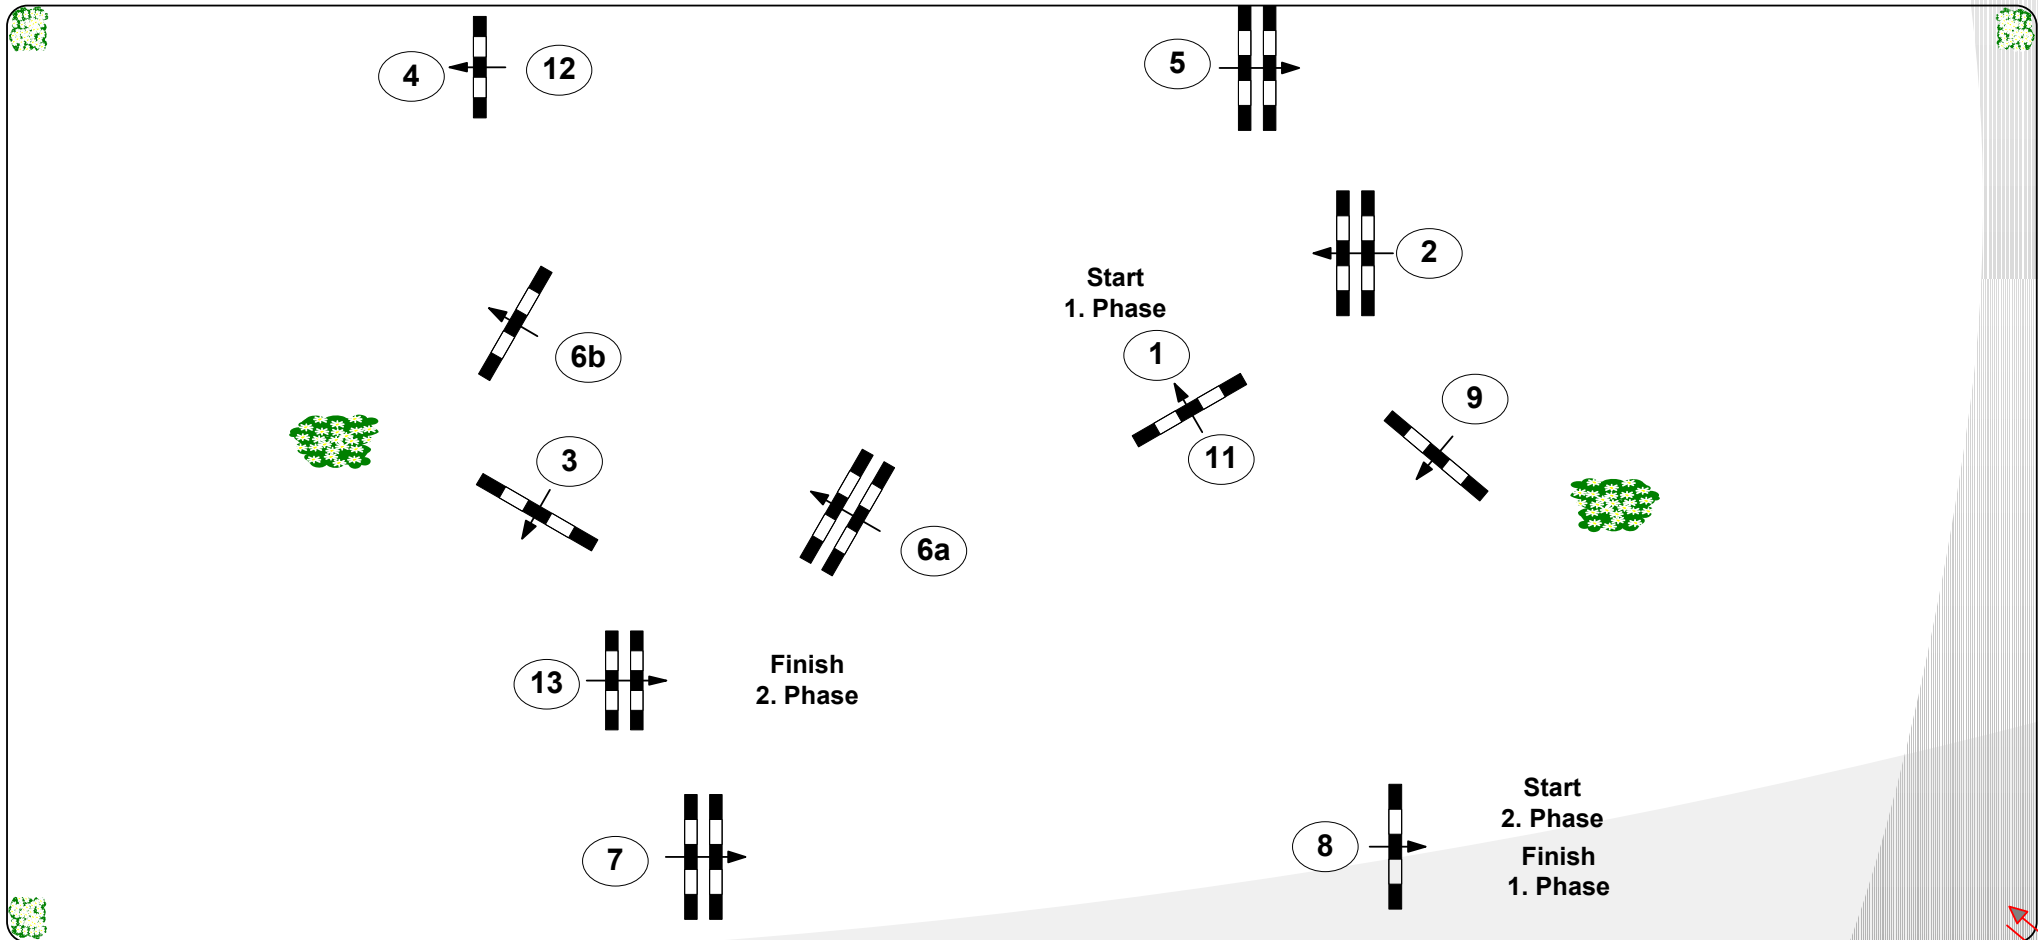 4
12
5
2
Start
1. Phase
1
6b
9
3
11
6a
13
Finish
2. Phase
Start
2. Phase
8
7
Finish
1. Phase